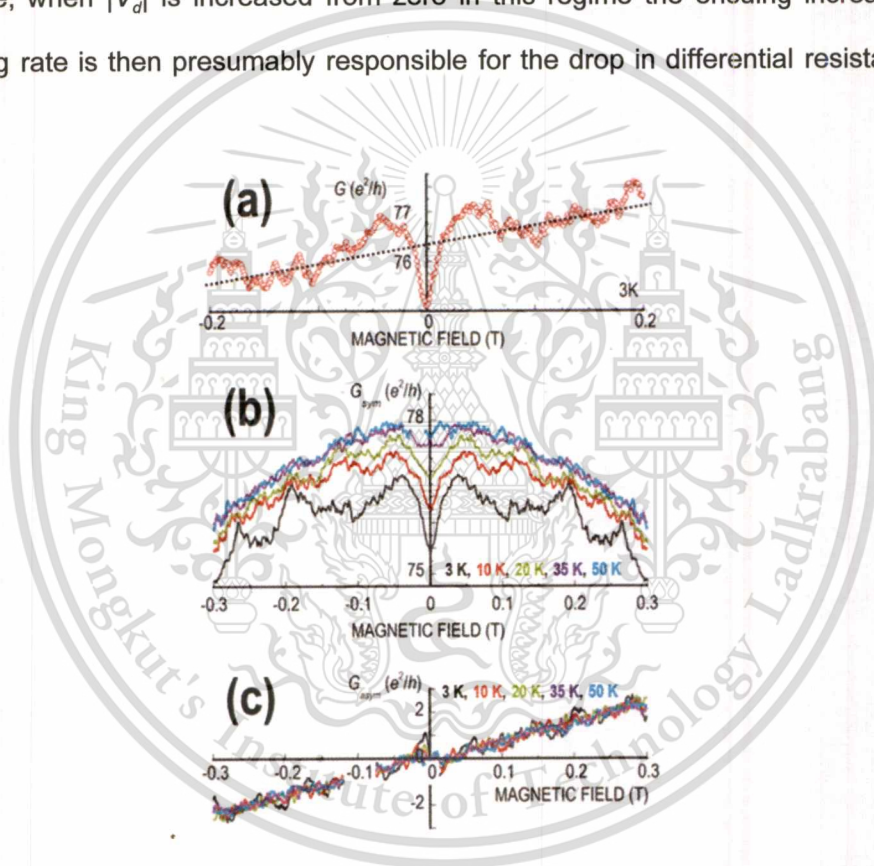 when |V_d| is increased from zero in this regime the ensuing
rate is then presumably responsible for the drop in differential
(a)
G (e²/h)
77
76
3K
-0.2 0 0.2
MAGNETIC FIELD (T)
(b)
G_sym (e²/h)
78
75
3 K, 10 K, 20 K, 35 K, 50 K
-0.3 -0.2 -0.1 0 0.1 0.2 0.3
MAGNETIC FIELD (T)
(c)
G_asym (e²/h)
3 K, 10 K, 20 K, 35 K, 50 K
2
0
-0.3 -0.2 -0.1 0 0.1 0.2 0.3
-2
MAGNETIC FIELD (T)
King Mongkut's Institute of Technology Ladkrabang